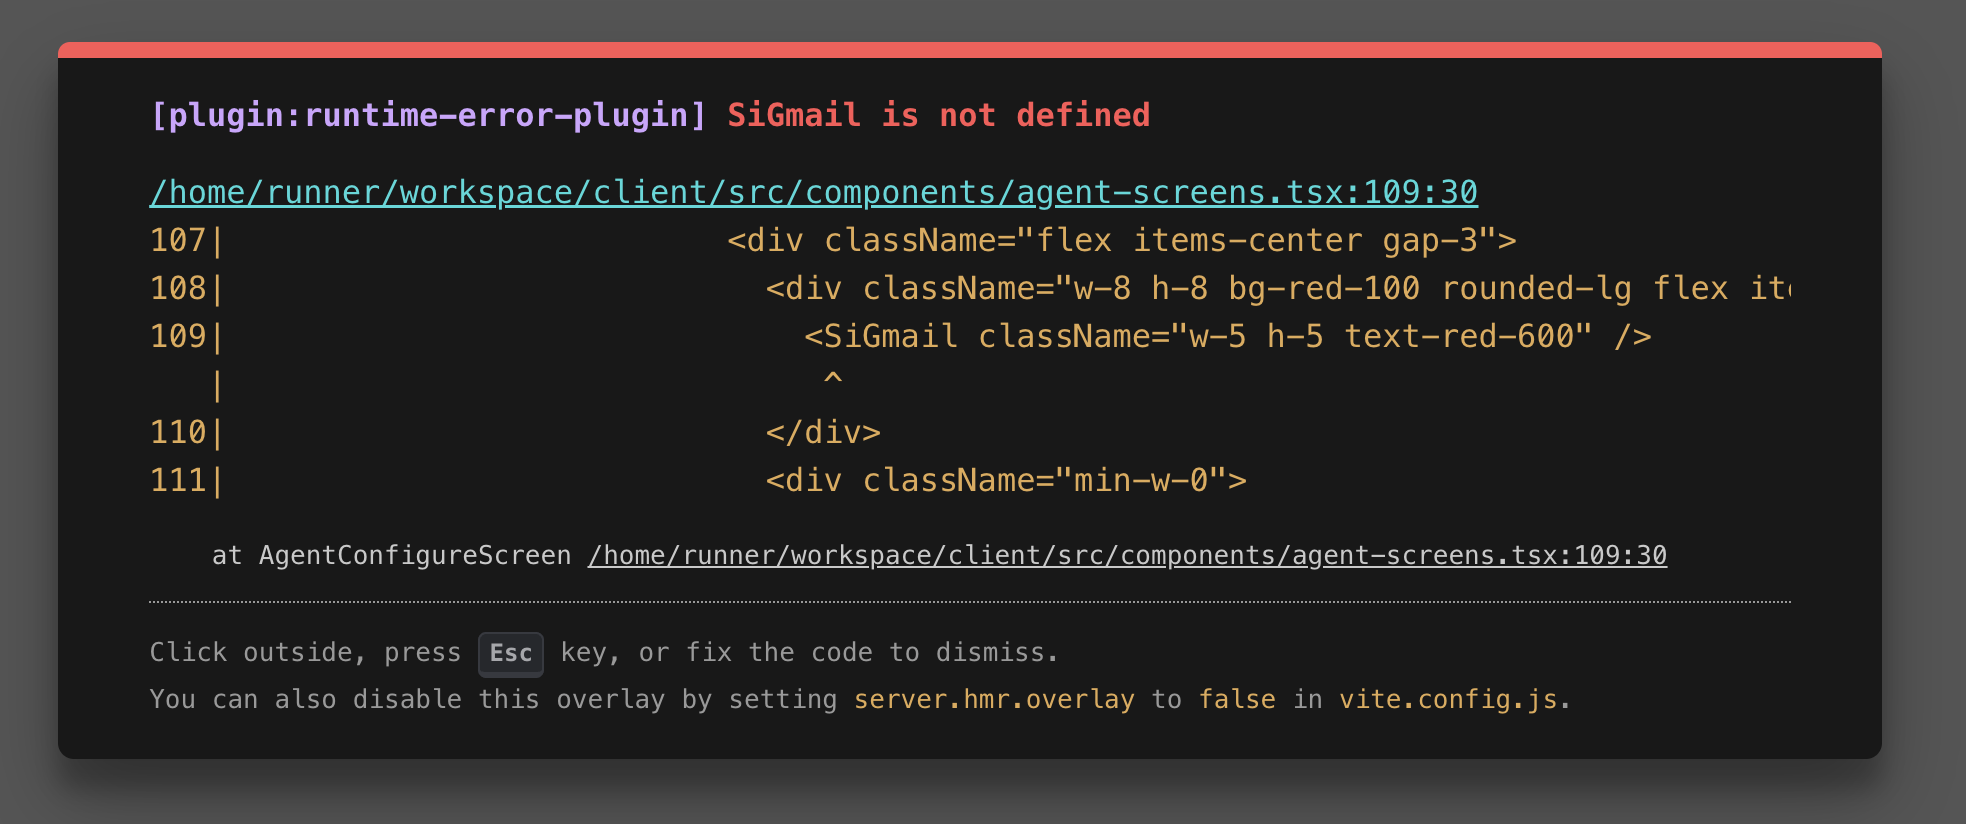 [plugin:runtime-error-plugin] SiGmail is not defined
/home/runner/workspace/client/src/components/agent-screens.tsx:109:30
107|                          <div className="flex items-center gap-3">
108|                            <div className="w-8 h-8 bg-red-100 rounded-lg flex
109|                              <SiGmail className="w-5 h-5 text-red-600" />
   |                               ^
110|                            </div>
111|                            <div className="min-w-0">
at AgentConfigureScreen /home/runner/workspace/client/src/components/agent-screens.tsx:109:30
Click outside, press Esc key, or fix the code to dismiss.
You can also disable this overlay by setting server.hmr.overlay to false in vite.config.js.